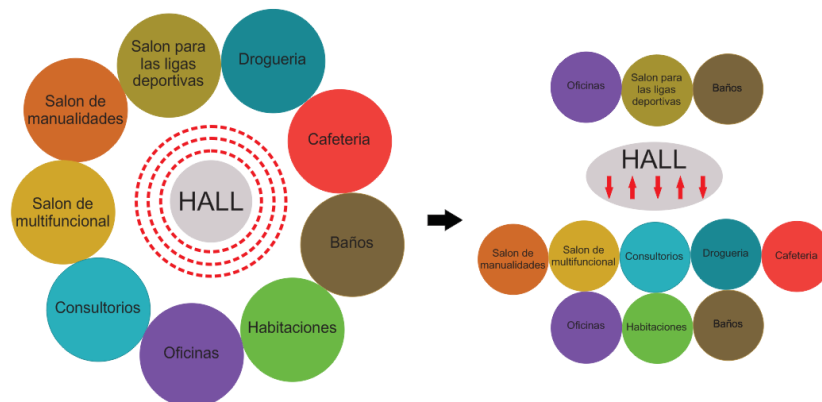 Salon para
las ligas
deportivas
Drogueria
Salon de
manualidades
Cafeteria
HALL
Salon de
multifuncional
Baños
Consultorios
Habitaciones
Oficinas
Oficinas
Salon para
las ligas
deportivas
Baños
HALL
Salon de
manualidades
Salon de
multifuncional
Consultorios
Drogueria
Cafeteria
Oficinas
Habitaciones
Baños